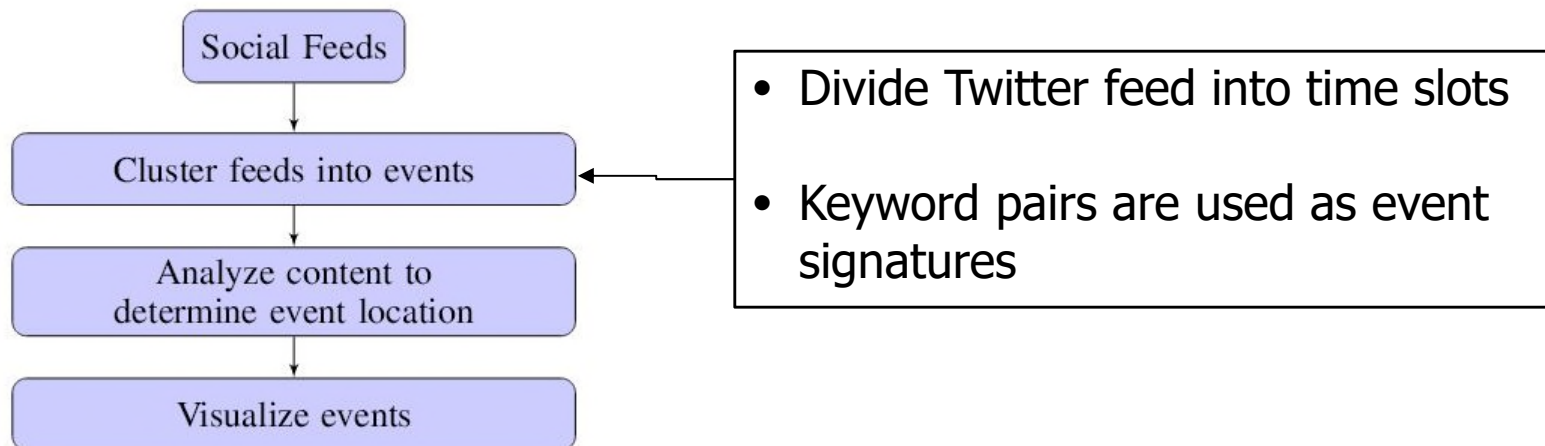 Social Feeds
Cluster feeds into events
Analyze content to
determine event location
Visualize events
• Divide Twitter feed into time slots
• Keyword pairs are used as event
signatures